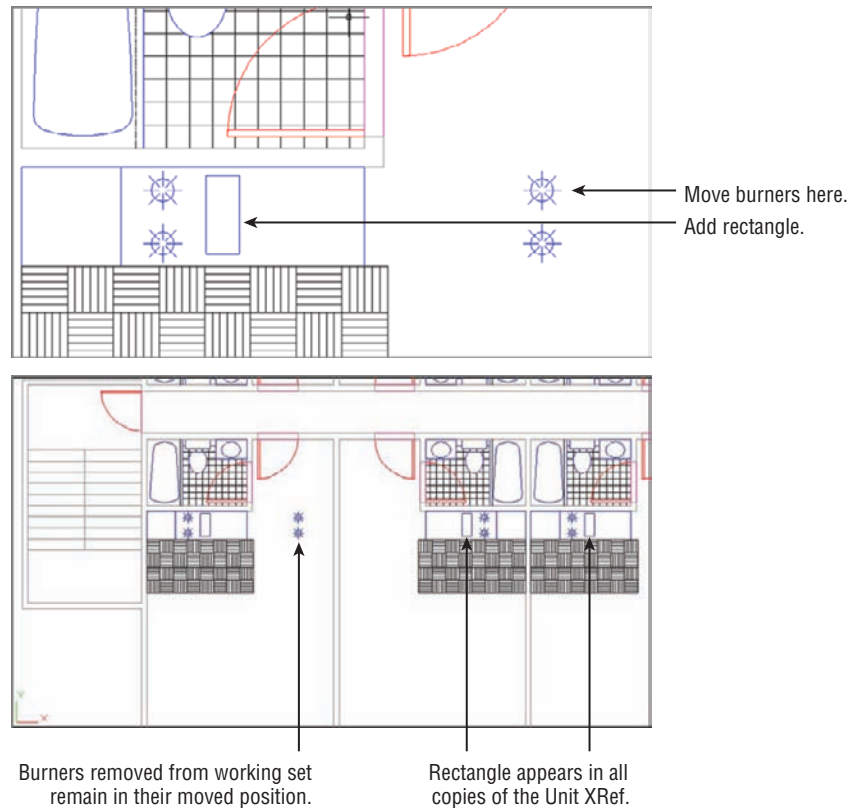 Move burners here.
Add rectangle.
Y
X
Burners removed from working set
remain in their moved position.
Rectangle appears in all
copies of the Unit XRef.